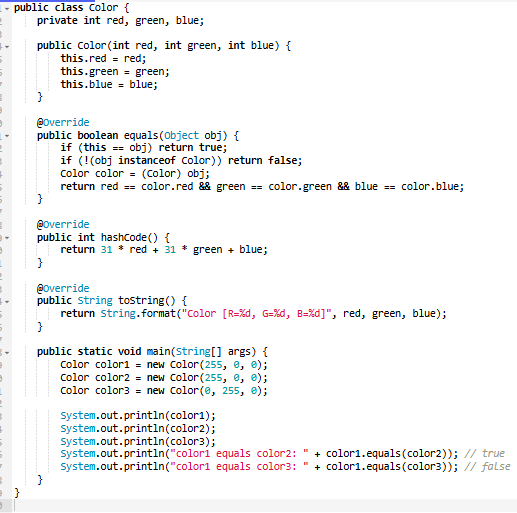 public class Color {
private int red, green, blue;
public Color(int red, int green, int blue) {
this.red = red;
this.green = green;
this.blue = blue;
}
@Override
public boolean equals(Object obj) {
if (this == obj) return true;
if (!(obj instanceof Color)) return false;
Color color = (Color) obj;
return red == color.red && green == color.green && blue == color.blue;
}
@Override
public int hashCode() {
return 31 * red + 31 * green + blue;
}
@Override
public String toString() {
return String.format("Color [R=%d, G=%d, B=%d]", red, green, blue);
}
public static void main(String[] args) {
Color color1 = new Color(255, 0, 0);
Color color2 = new Color(255, 0, 0);
Color color3 = new Color(0, 255, 0);
System.out.println(color1);
System.out.println(color2);
System.out.println(color3);
System.out.println("color1 equals color2: " + color1.equals(color2)); // true
System.out.println("color1 equals color3: " + color1.equals(color3)); // false
}
}